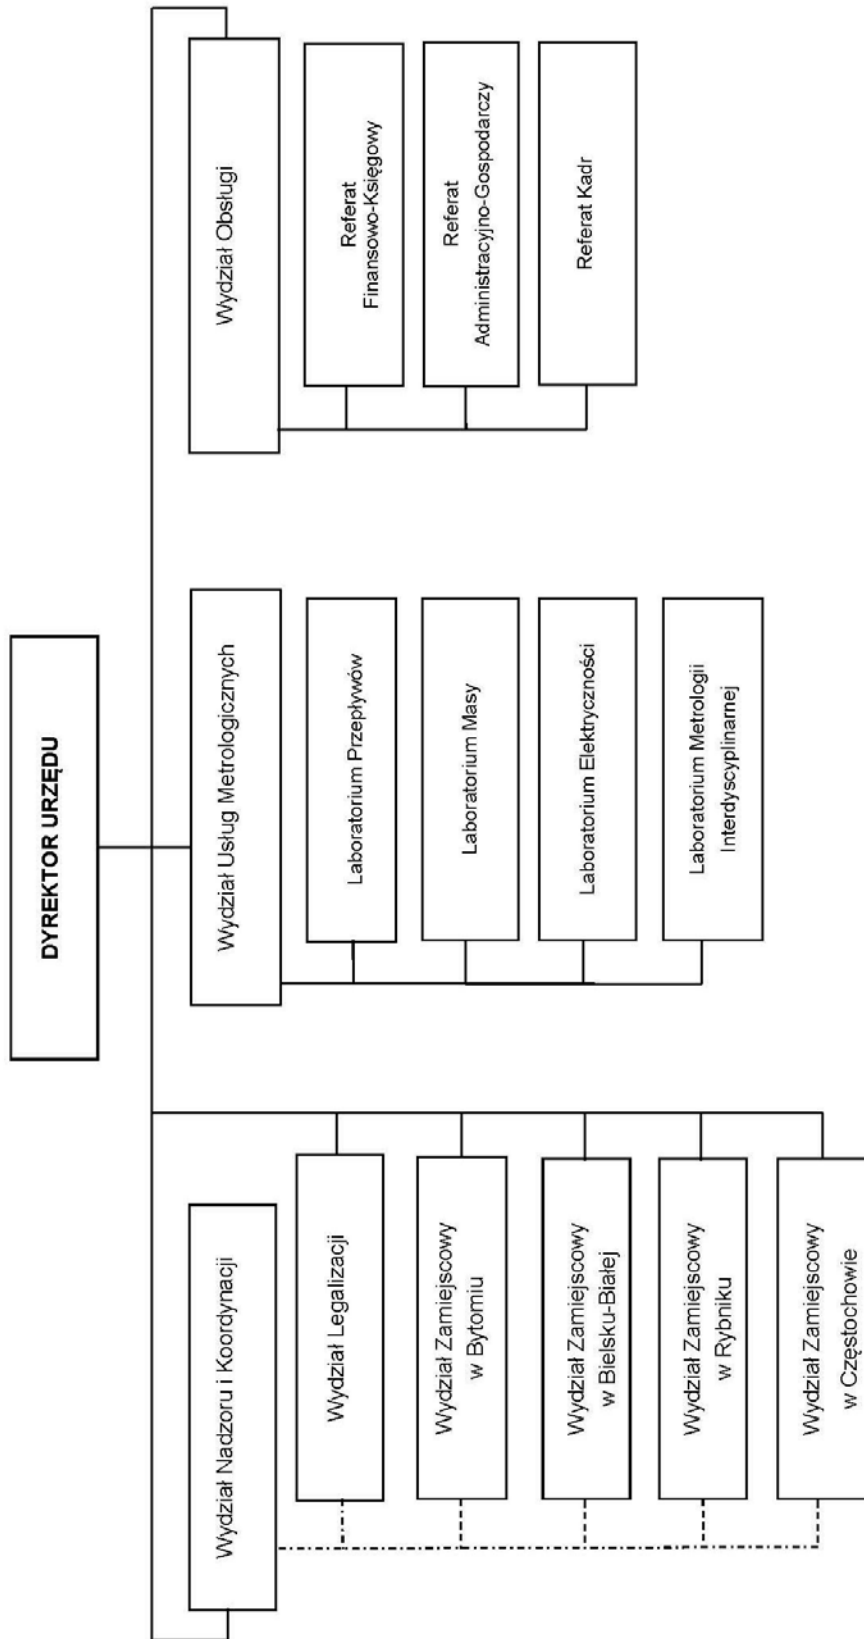 DYREKTOR URZĘDU
Wydział Nadzoru i Koordynacji
Wydział Legalizacji
Wydział Zamiejscowy
w Bytomiu
Wydział Zamiejscowy
w Bielsku-Białej
Wydział Zamiejscowy
w Rybniku
Wydział Zamiejscowy
w Częstochowie
Wydział Usług Metrologicznych
Laboratorium Przepływów
Laboratorium Masy
Laboratorium Elektryczności
Laboratorium Metrologii
Interdyscyplinarnej
Wydział Obsługi
Referat
Finansowo-Księgowy
Referat
Administracyjno-Gospodarczy
Referat Kadr